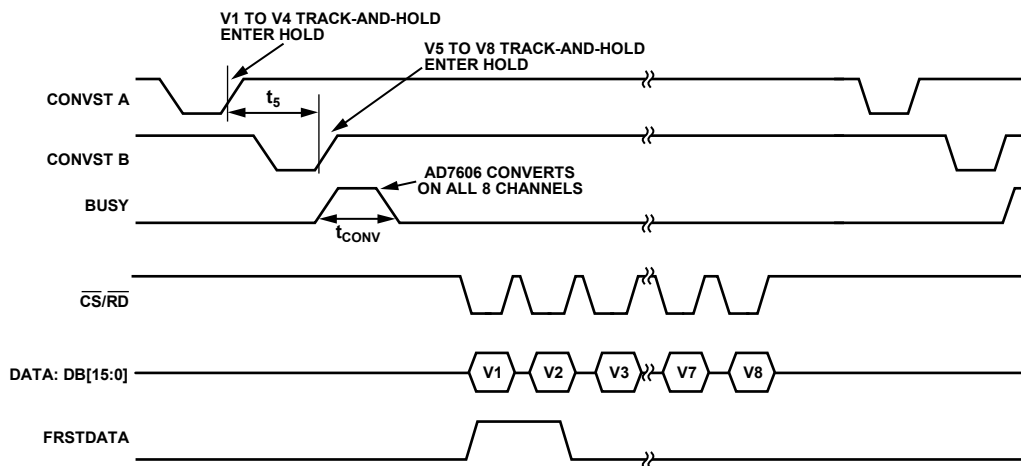 V1 TO V4 TRACK-AND-HOLD
ENTER HOLD
V5 TO V8 TRACK-AND-HOLD
ENTER HOLD
CONVST A
t5
CONVST B
AD7606 CONVERTS
ON ALL 8 CHANNELS
BUSY
tCONV
CS/RD
DATA: DB[15:0]
V1
V2
V3
V7
V8
FRSTDATA